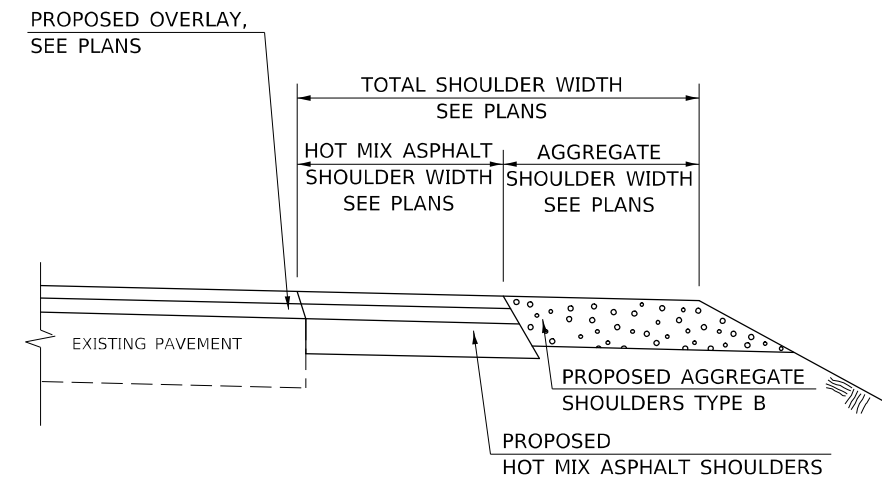 PROPOSED OVERLAY,
SEE PLANS
TOTAL SHOULDER WIDTH
SEE PLANS
HOT MIX ASPHALT
SHOULDER WIDTH
SEE PLANS
AGGREGATE
SHOULDER WIDTH
SEE PLANS
EXISTING PAVEMENT
PROPOSED AGGREGATE
SHOULDERS TYPE B
PROPOSED
HOT MIX ASPHALT SHOULDERS